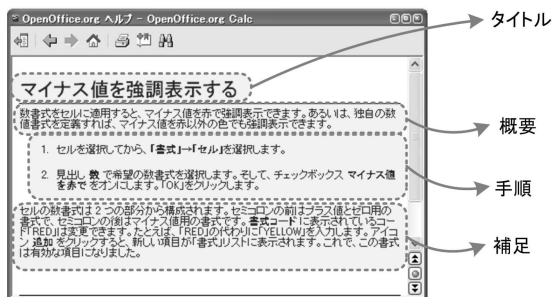 OpenOffice.org ヘルプ - OpenOffice.org Calc
タイトル
マイナス値を強調表示する
数書式をセルに適用すると、マイナス値を赤で強調表示できます。あるいは、独自の数
値書式を定義すれば、マイナス値を赤以外の色でも強調表示できます。
概要
1. セルを選択してから、「書式」→「セル」を選択します。
2. 見出し 数 で希望の数書式を選択します。そして、チェックボックス マイナス値
を赤で をオンにします。「OK」をクリックします。
手順
セルの数書式は２つの部分から構成されます。セミコロンの前はプラス値とゼロ用の
書式で、セミコロンの後はマイナス値用の書式です。書式コード に表示されているコー
ド「RED」は変更できます。たとえば、「RED」の代わりに「YELLOW」を入力します。アイコ
ン 追加 をクリックすると、新しい項目が「書式」リストに表示されます。これで、この書式
は有効な項目になりました。
補足